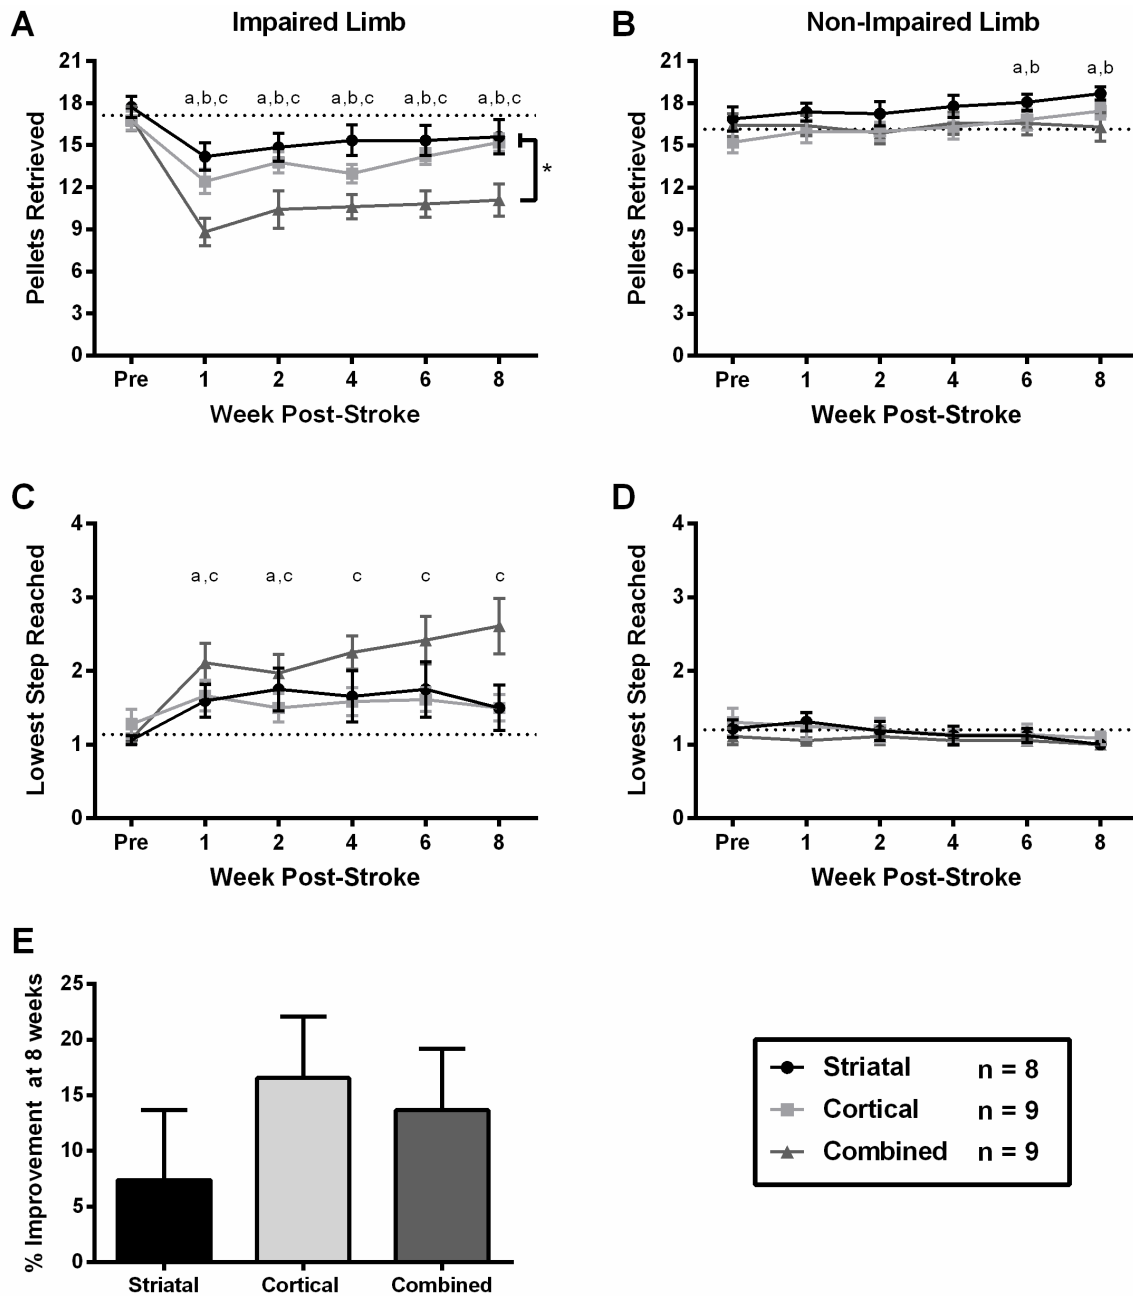 A
Impaired Limb
Pellets Retrieved
21
18
15
12
9
6
3
0
a,b,c
a,b,c
a,b,c
a,b,c
a,b,c
*
Pre
1
2
4
6
8
Week Post-Stroke
B
Non-Impaired Limb
Pellets Retrieved
21
18
15
12
9
6
3
0
a,b
a,b
Pre
1
2
4
6
8
Week Post-Stroke
C
Lowest Step Reached
4
3
2
1
0
a,c
a,c
c
c
c
Pre
1
2
4
6
8
Week Post-Stroke
D
Lowest Step Reached
4
3
2
1
0
Pre
1
2
4
6
8
Week Post-Stroke
E
% Improvement at 8 weeks
25
20
15
10
5
0
Striatal
Cortical
Combined
Striatal n = 8
Cortical n = 9
Combined n = 9